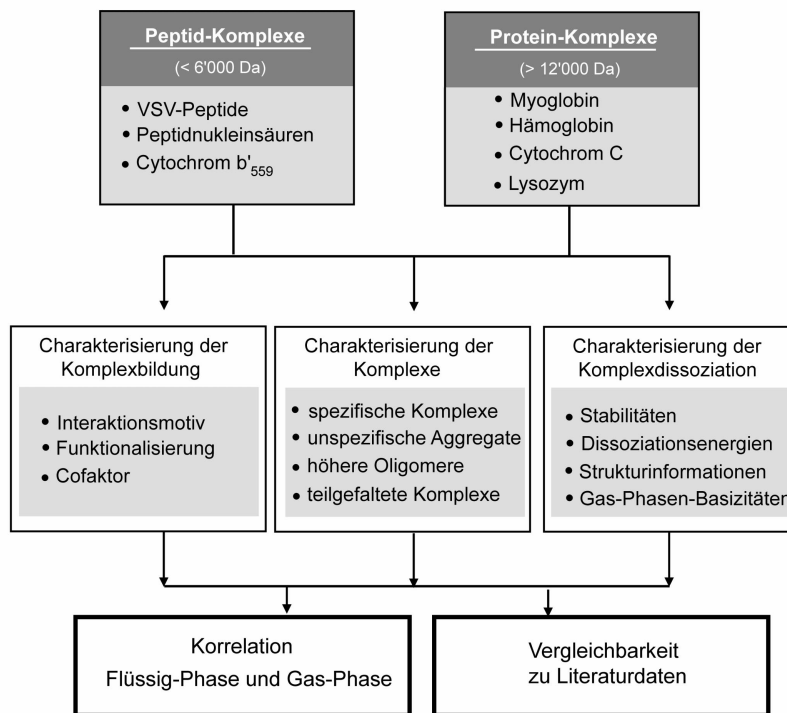 Peptid-Komplexe
(< 6'000 Da)
• VSV-Peptide
• Peptidnukleinsäuren
• Cytochrom b'559
Protein-Komplexe
(> 12'000 Da)
• Myoglobin
• Hämoglobin
• Cytochrom C
• Lysozym
Charakterisierung der
Komplexbildung
• Interaktionsmotiv
• Funktionalisierung
• Cofaktor
Charakterisierung der
Komplexe
• spezifische Komplexe
• unspezifische Aggregate
• höhere Oligomere
• teilgefaltete Komplexe
Charakterisierung der
Komplexdissoziation
• Stabilitäten
• Dissoziationsenergien
• Strukturinformationen
• Gas-Phasen-Basizitäten
Korrelation
Flüssig-Phase und Gas-Phase
Vergleichbarkeit
zu Literaturdaten